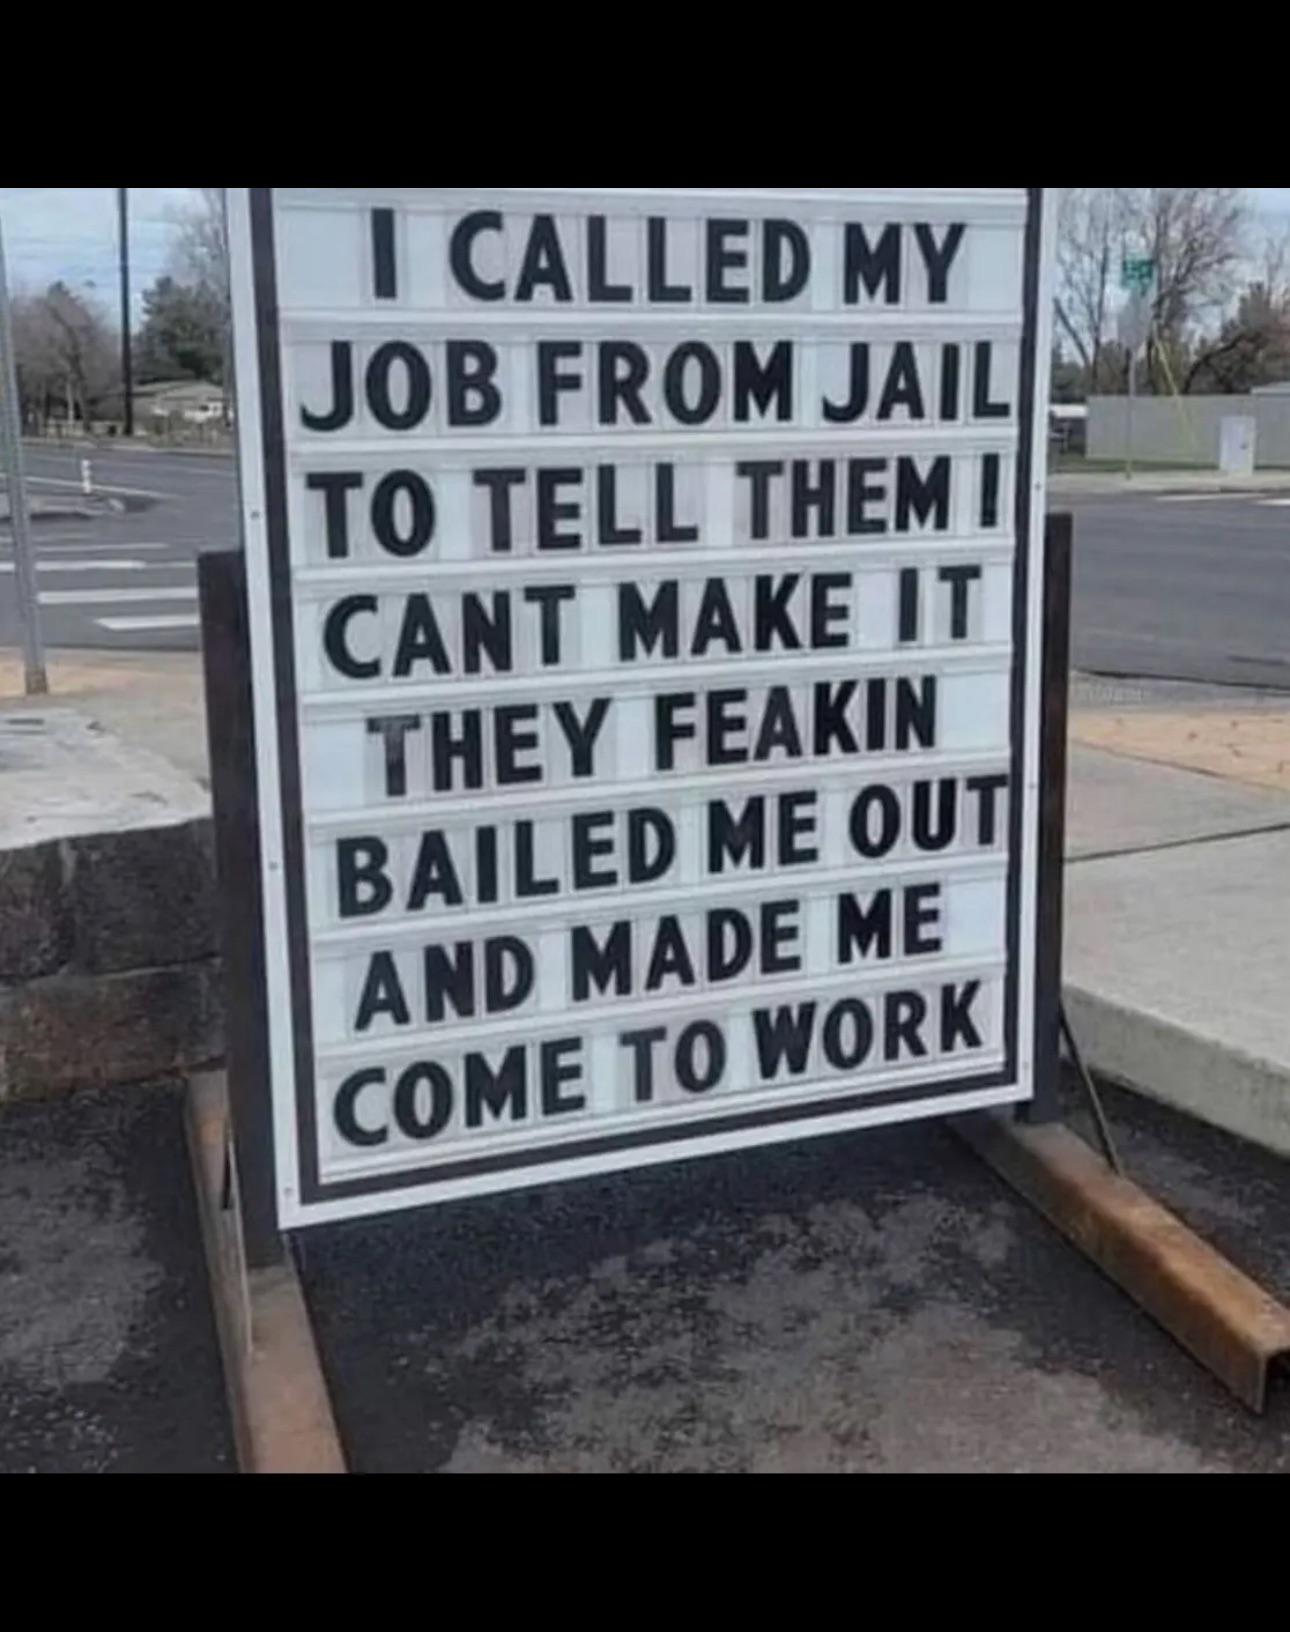 I CALLED MY
JOB FROM JAIL
TO TELL THEM I
CANT MAKE IT
THEY FEAKIN
BAILED ME OUT
AND MADE ME
COME TO WORK